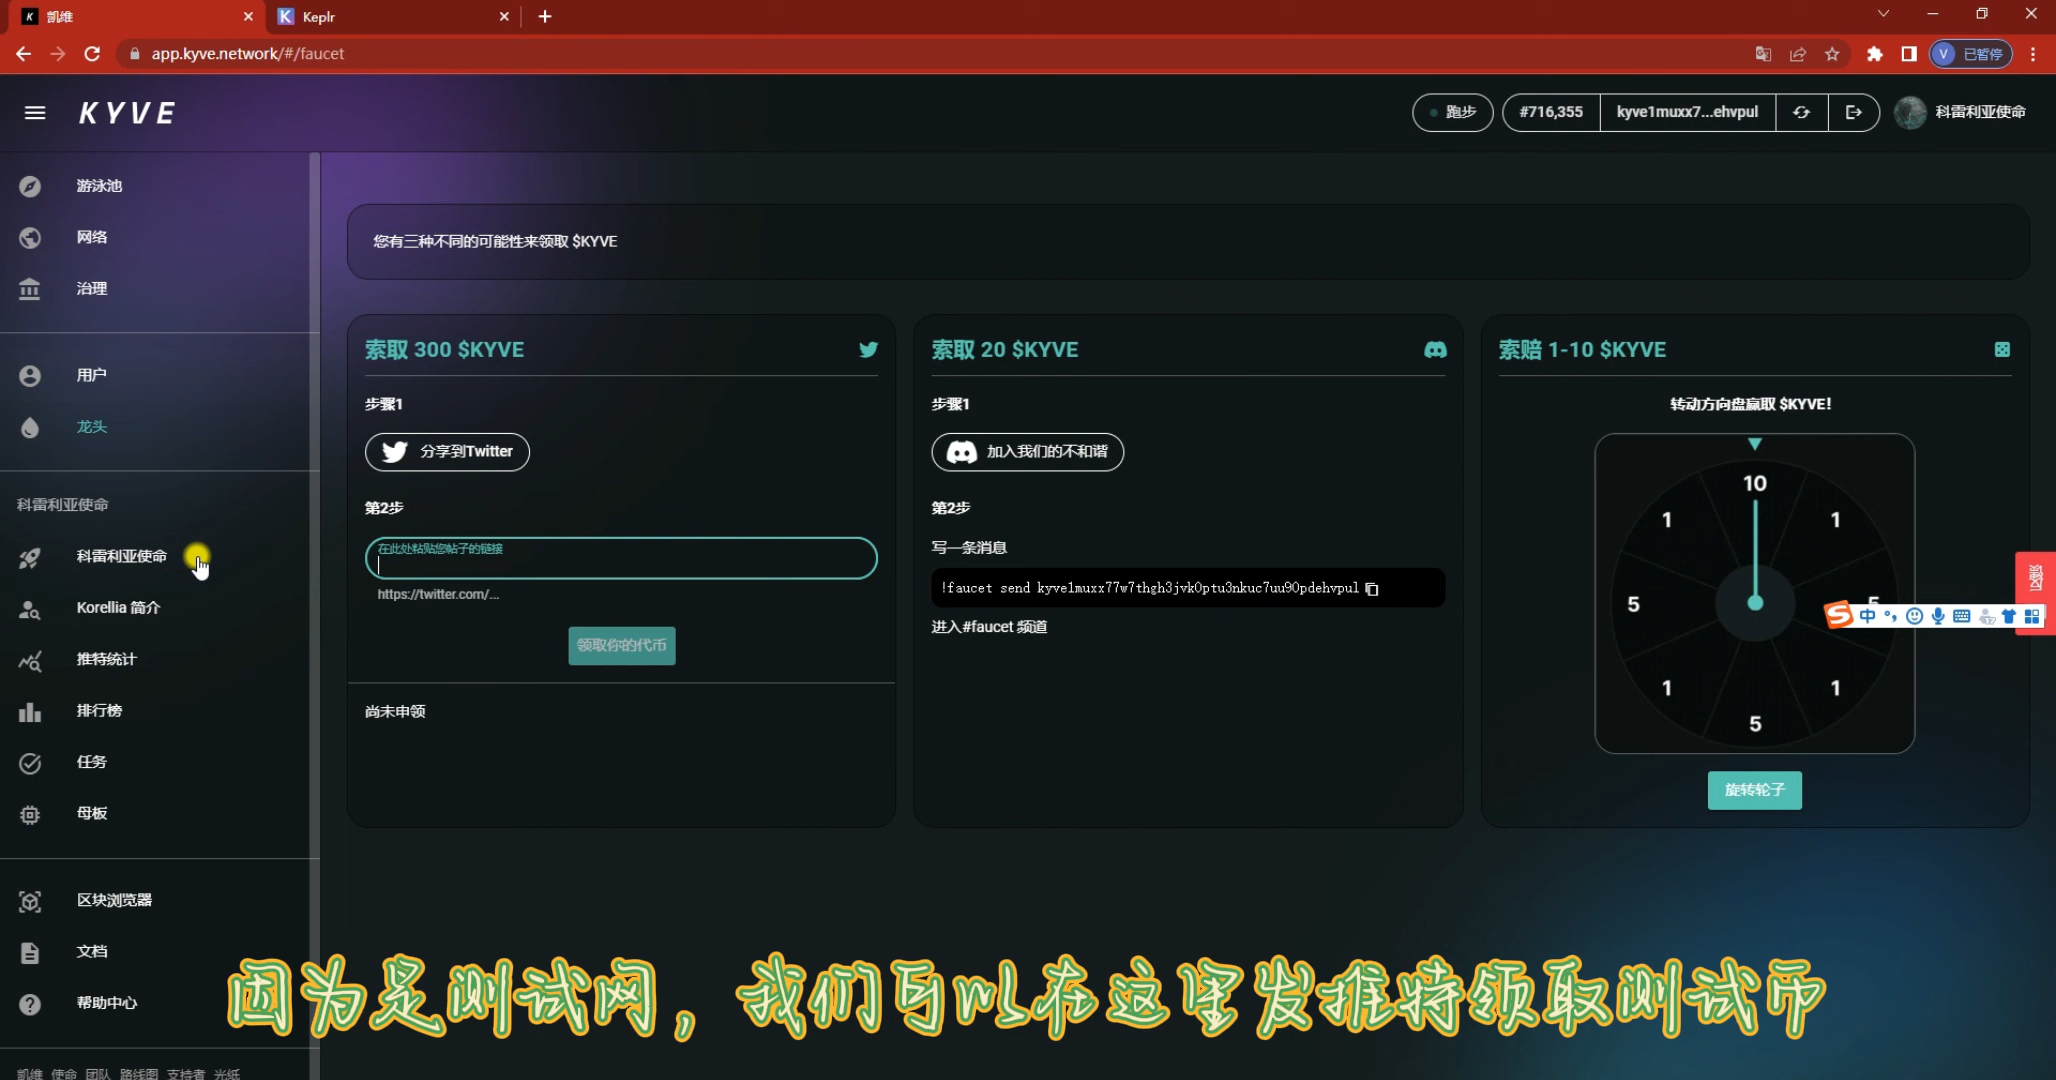 凯维
Keplr
app.kyve.network/#/faucet
V 已暂停
KYVE
跑步
#716,355
kyve1muxx7...ehvpul
科雷利亚使命
游泳池
网络
治理
用户
龙头
科雷利亚使命
科雷利亚使命
Korellia 简介
推特统计
排行榜
任务
母板
区块浏览器
文档
帮助中心
凯维 使命 团队 路线图 支持者 光纸
您有三种不同的可能性来领取 $KYVE
索取 300 $KYVE
步骤1
分享到Twitter
第2步
在此处粘贴您帖子的链接
https://twitter.com/...
领取你的代币
尚未申领
索取 20 $KYVE
步骤1
加入我们的不和谐
第2步
写一条消息
!faucet send kyve1muxx77w7thgh3jvk0ptu3nkuc7uu90pdehvpul
进入#faucet 频道
索赔 1-10 $KYVE
转动方向盘赢取 $KYVE！
10
1
1
5
5
1
1
5
旋转轮子
中
因为是测试网，我们可以在这里发推特领取测试币